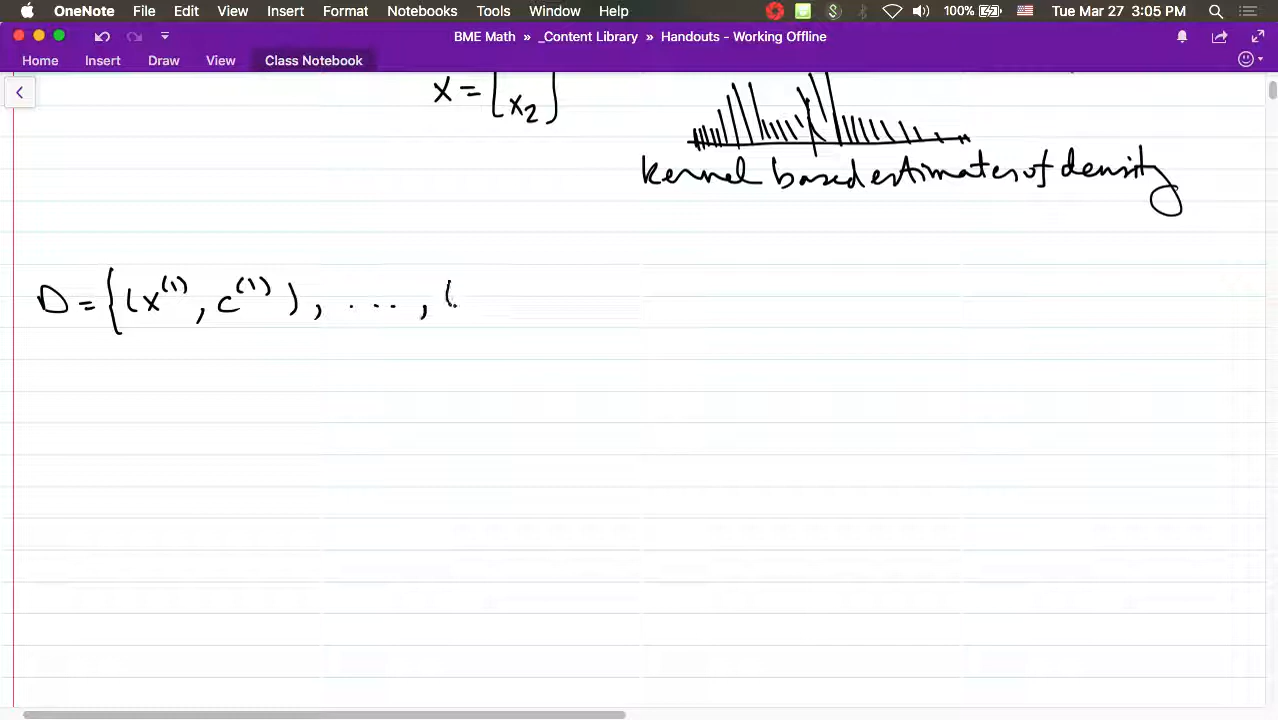 OneNote File Edit View Insert Format Notebooks Tools Window Help 100% Tue Mar 27 3:05 PM
BME Math » _Content Library » Handouts - Working Offline
Home Insert Draw View Class Notebook
x = [ x2 ]
kernel based estimates of density
D = { (x^(1), c^(1)), . . . , (